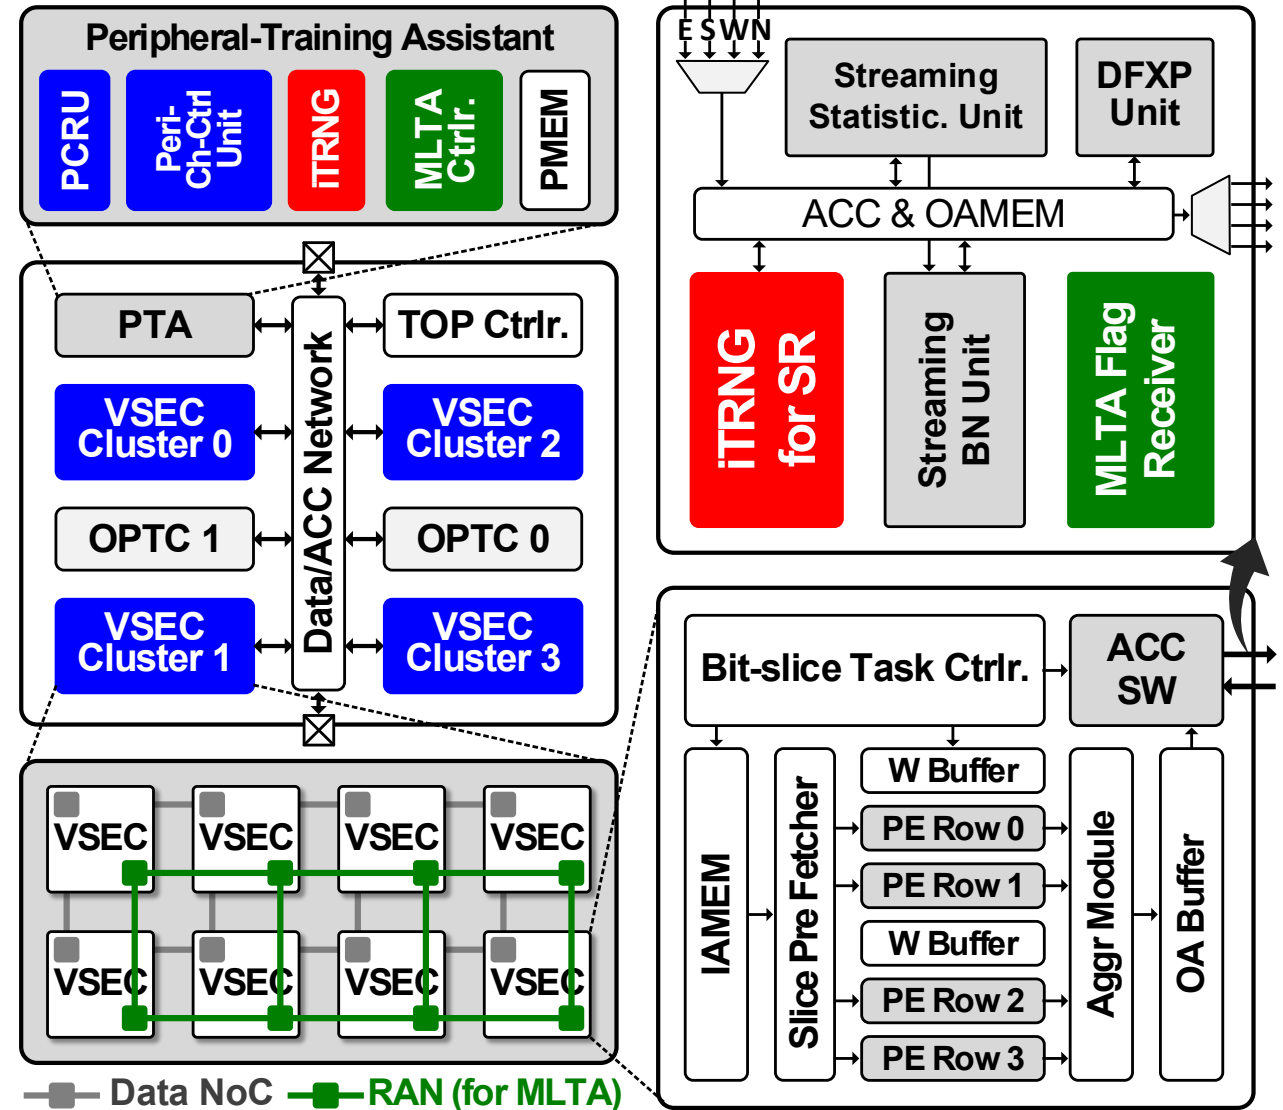 Peripheral-Training Assistant
PCRU
Peri-
Ch-Ctrl
Unit
iTRNG
MLTA
Ctrlr.
PMEM
PTA
TOP Ctrlr.
VSEC
Cluster 0
VSEC
Cluster 2
OPTC 1
OPTC 0
VSEC
Cluster 1
VSEC
Cluster 3
Data/ACC Network
VSEC
VSEC
VSEC
VSEC
VSEC
VSEC
VSEC
VSEC
Data NoC
RAN (for MLTA)
E S W N
Streaming
Statistic. Unit
DFXP
Unit
ACC & OAMEM
iTRNG
for SR
Streaming
BN Unit
MLTA Flag
Receiver
Bit-slice Task Ctrlr.
ACC
SW
IAMEM
Slice Pre Fetcher
W Buffer
PE Row 0
PE Row 1
W Buffer
PE Row 2
PE Row 3
Aggr Module
OA Buffer